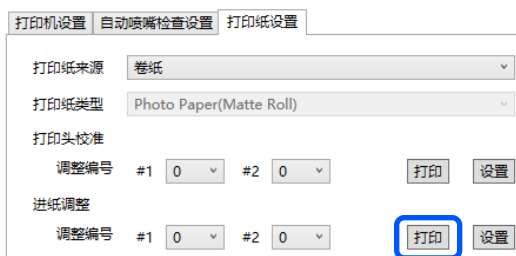 打印机设置 自动喷嘴检查设置 打印纸设置
打印纸来源 卷纸
打印纸类型 Photo Paper(Matte Roll)
打印头校准
调整编号 #1 0 #2 0 打印 设置
进纸调整
调整编号 #1 0 #2 0 打印 设置